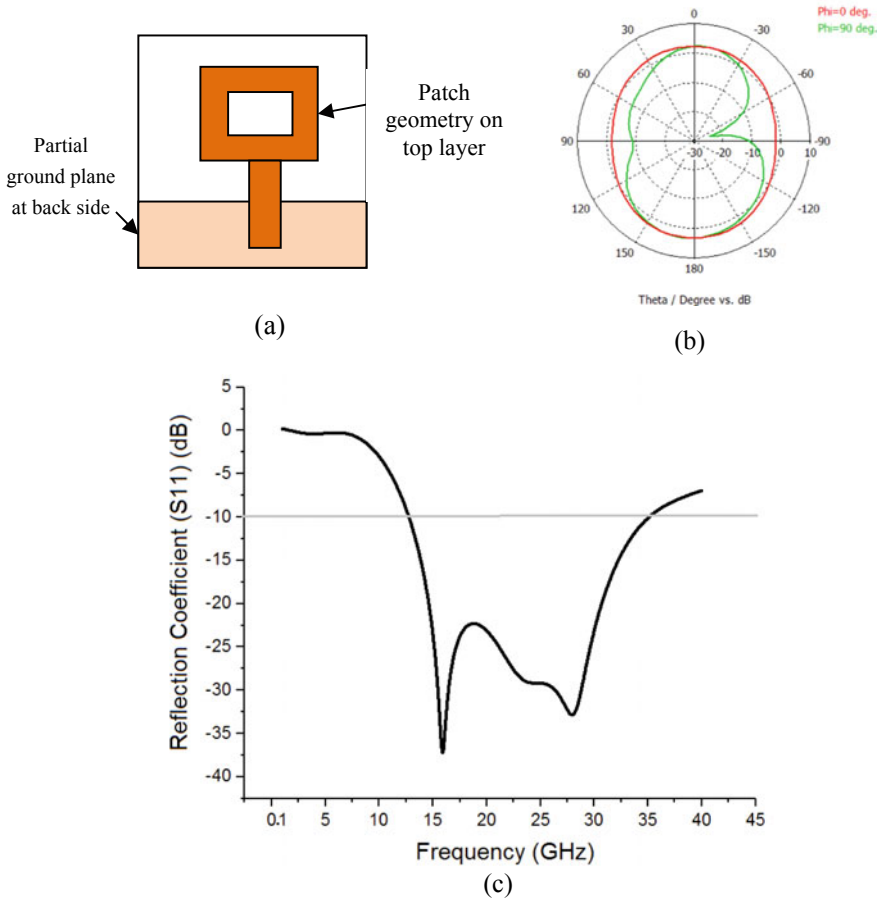 Partial
ground plane
at back side
Patch
geometry on
top layer
(a)
Phi=0 deg.
Phi=90 deg.
0
30
-30
60
-60
90
-90
-30
-20
-10
0
10
120
-120
150
-150
180
Theta / Degree vs. dB
(b)
Reflection Coefficient (S11) (dB)
5
0
-5
-10
-15
-20
-25
-30
-35
-40
0.1
5
10
15
20
25
30
35
40
45
Frequency (GHz)
(c)